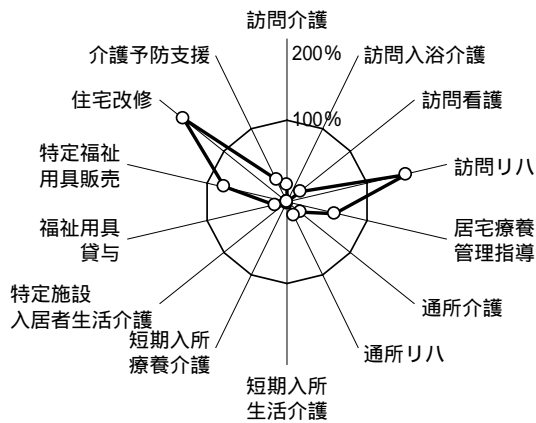 訪問介護
200%
100%
訪問入浴介護
訪問看護
訪問リハ
居宅療養
管理指導
通所介護
通所リハ
短期入所
生活介護
短期入所
療養介護
特定施設
入居者生活介護
福祉用具
貸与
特定福祉
用具販売
住宅改修
介護予防支援